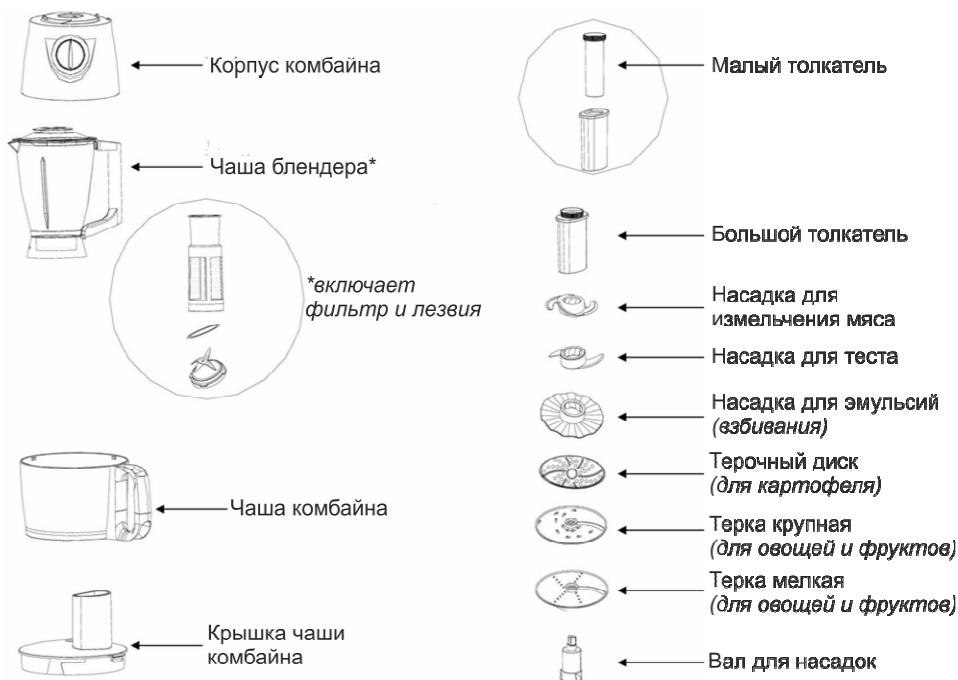 Корпус комбайна
Чаша блендера*
*включает
фильтр и лезвия
Чаша комбайна
Крышка чаши
комбайна
Малый толкатель
Большой толкатель
Насадка для
измельчения мяса
Насадка для теста
Насадка для эмульсий
(взбивания)
Терочный диск
(для картофеля)
Терка крупная
(для овощей и фруктов)
Терка мелкая
(для овощей и фруктов)
Вал для насадок